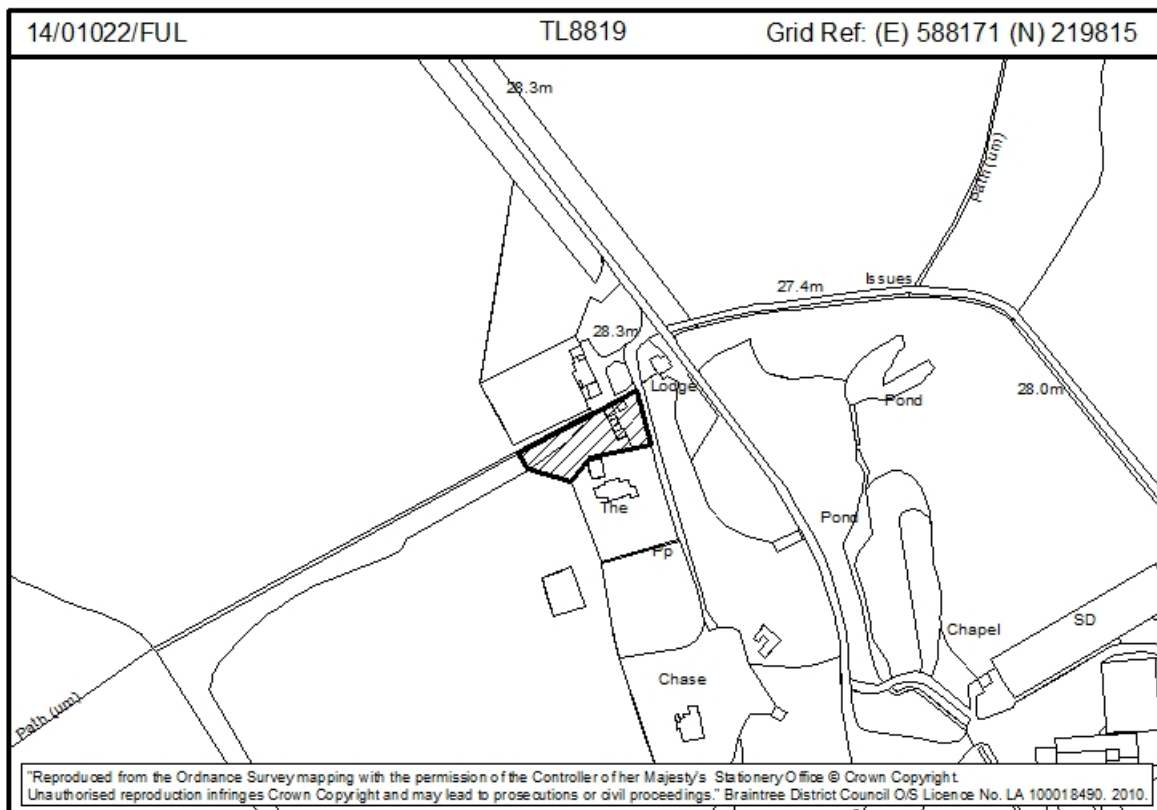 14/01022/FUL TL8819 Grid Ref: (E) 588171 (N) 219815
28.3m
Path (um)
Issues
27.4m
28.3m
Lodge
Pond
28.0m
The
Pond
Fp
Chapel
SD
Chase
Path (um)
"Reproduced from the Ordnance Survey mapping with the permission of the Controller of her Majesty's Stationery Office © Crown Copyright.
Unauthorised reproduction infringes Crown Copyright and may lead to prosecutions or civil proceedings." Braintree District Council O/S Licence No. LA 100018490. 2010.